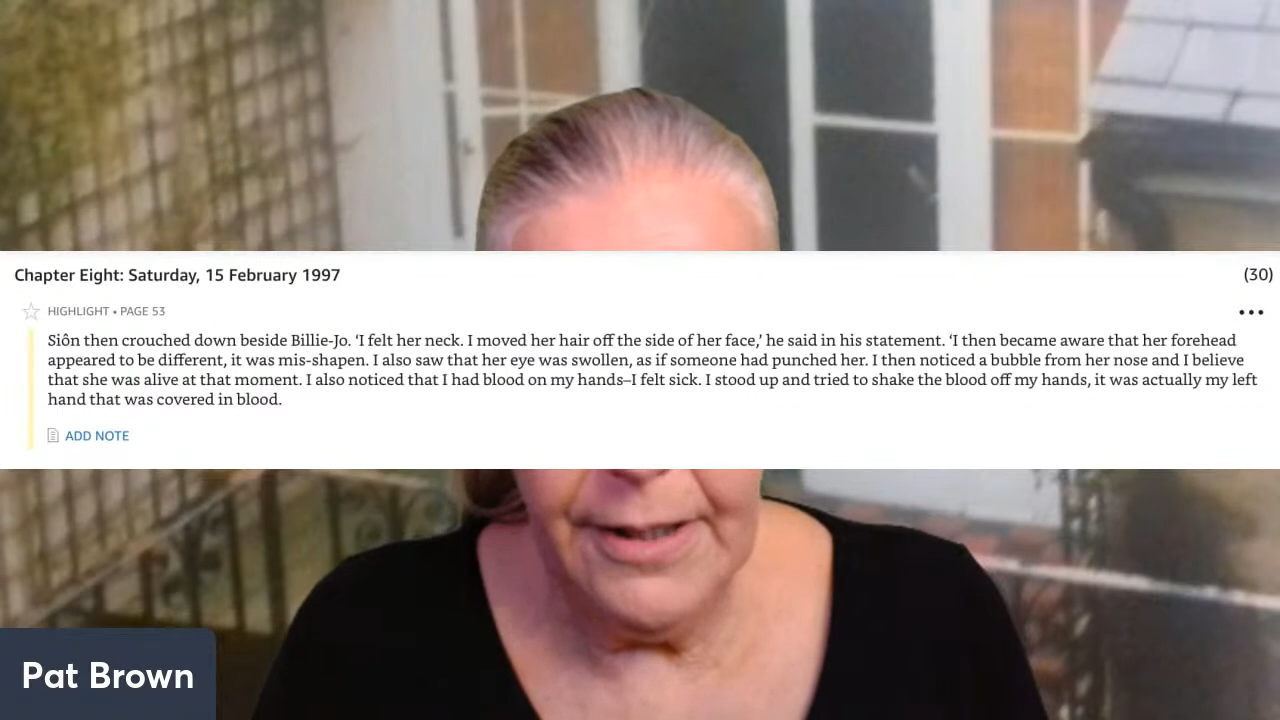 Chapter Eight: Saturday, 15 February 1997
(30)
HIGHLIGHT • PAGE 53
Siôn then crouched down beside Billie-Jo. ‘I felt her neck. I moved her hair off the side of her face,’ he said in his statement. ‘I then became aware that her forehead
appeared to be different, it was mis-shapen. I also saw that her eye was swollen, as if someone had punched her. I then noticed a bubble from her nose and I believe
that she was alive at that moment. I also noticed that I had blood on my hands–I felt sick. I stood up and tried to shake the blood off my hands, it was actually my left
hand that was covered in blood.
ADD NOTE
Pat Brown